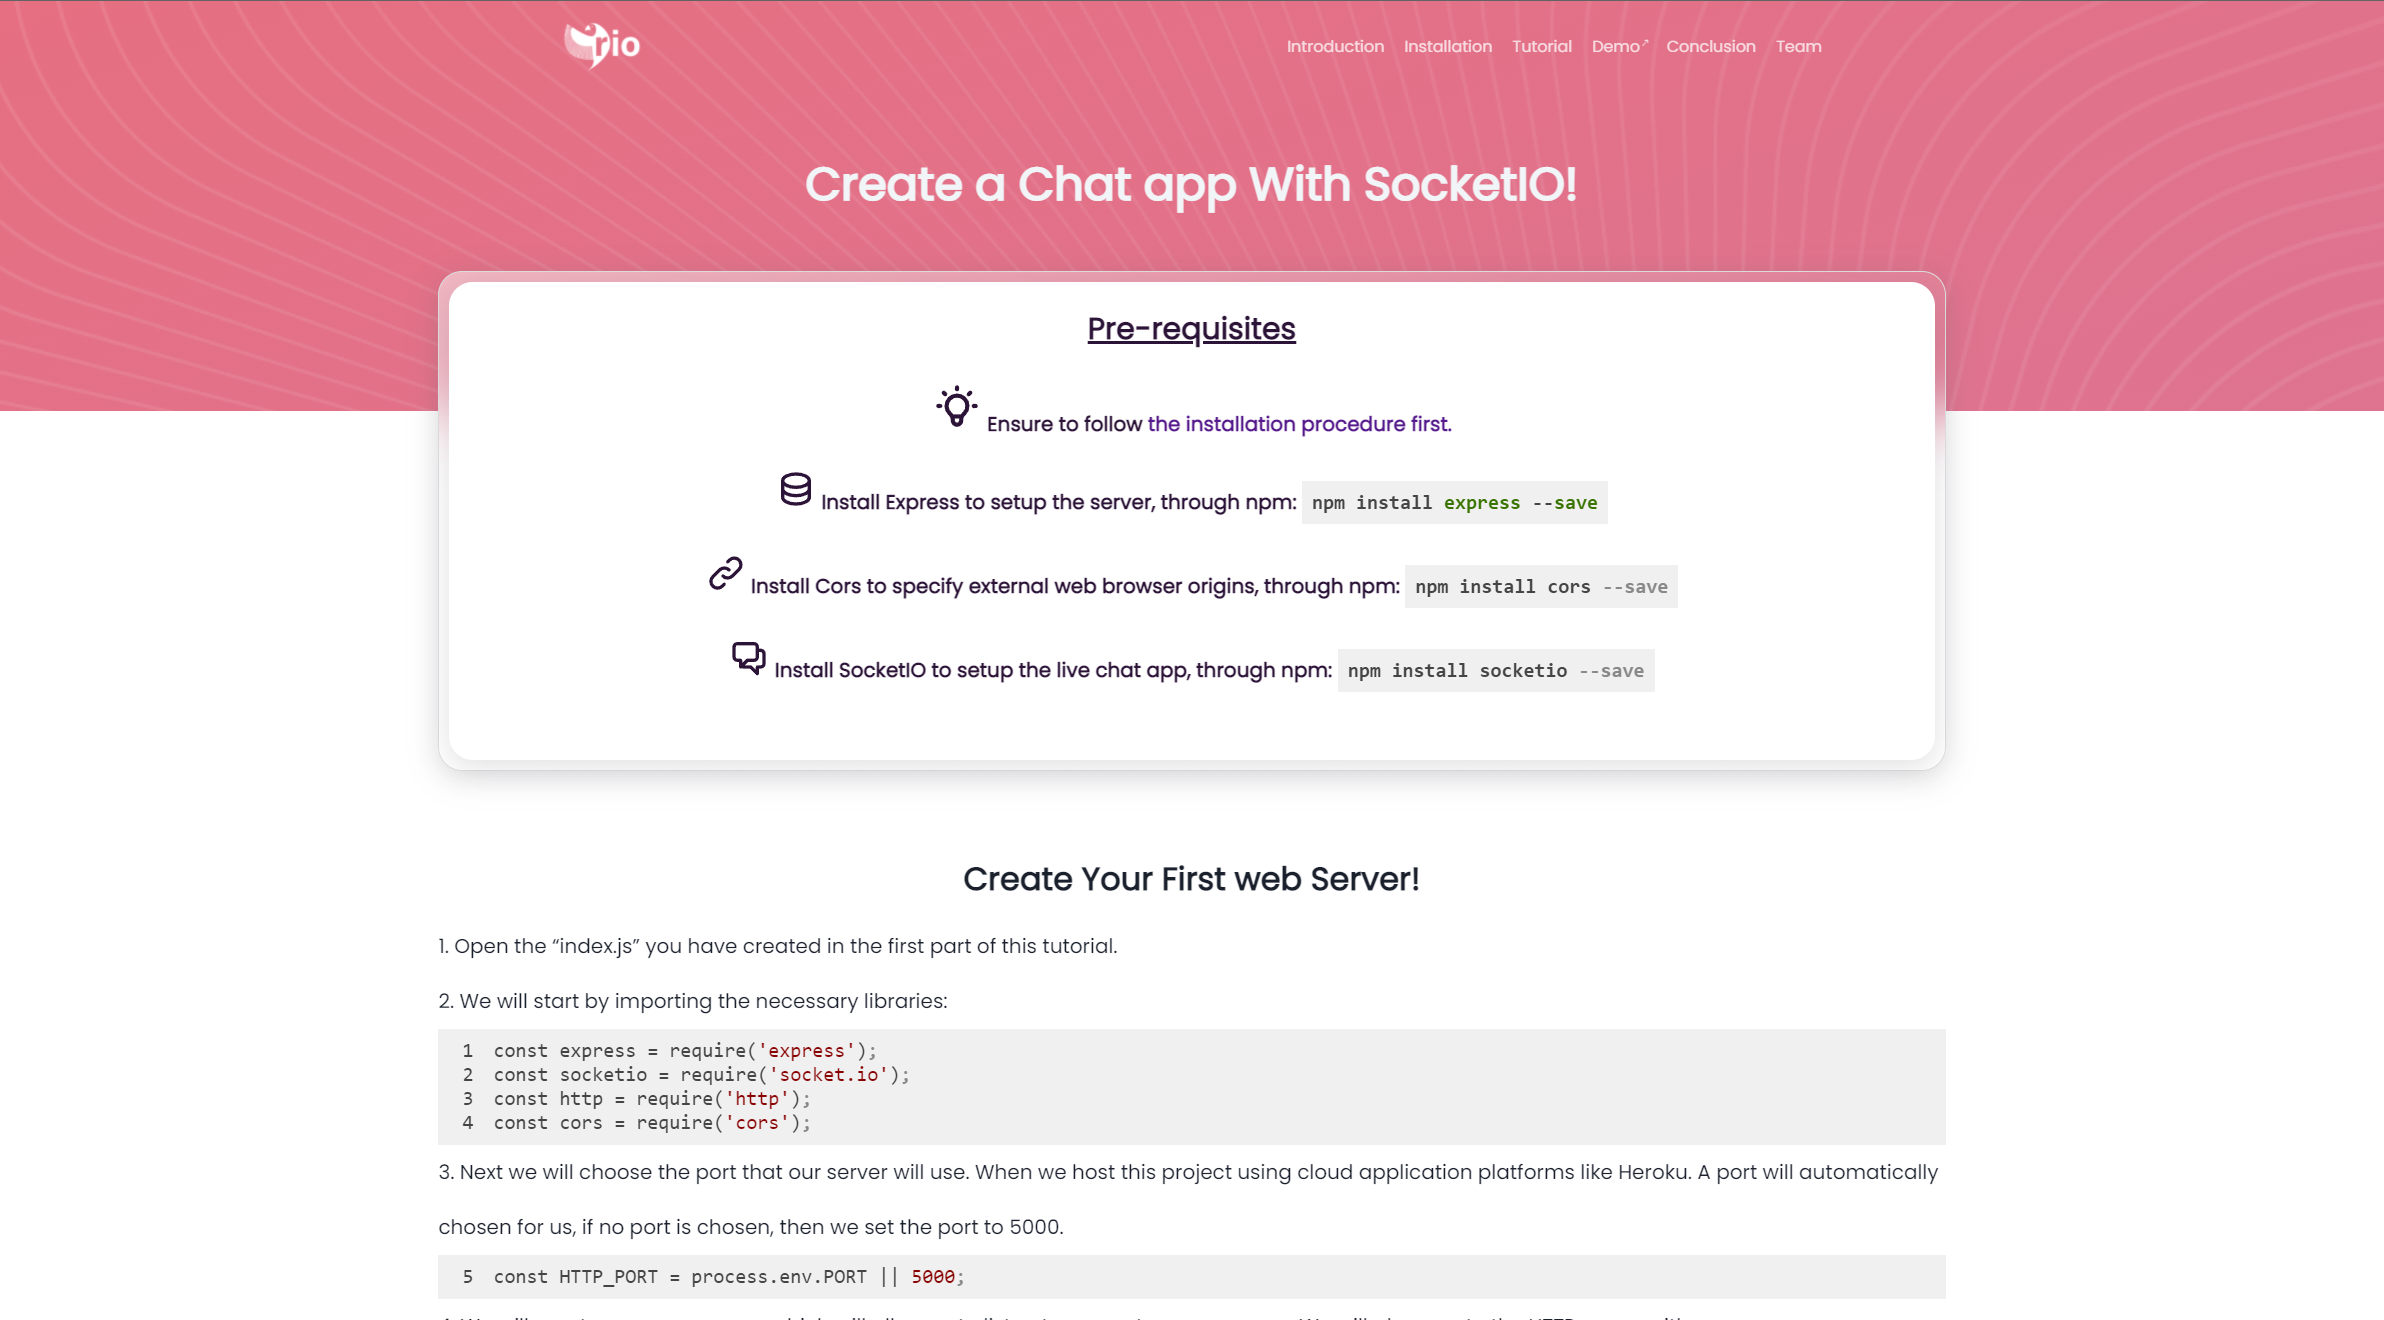 rio
Introduction Installation Tutorial Demo↗ Conclusion Team
Create a Chat app With SocketIO!
Pre-requisites
Ensure to follow the installation procedure first.
Install Express to setup the server, through npm: npm install express --save
Install Cors to specify external web browser origins, through npm: npm install cors --save
Install SocketIO to setup the live chat app, through npm: npm install socketio --save
Create Your First web Server!
1. Open the “index.js” you have created in the first part of this tutorial.
2. We will start by importing the necessary libraries:
1 const express = require('express');
2 const socketio = require('socket.io');
3 const http = require('http');
4 const cors = require('cors');
3. Next we will choose the port that our server will use. When we host this project using cloud application platforms like Heroku. A port will automatically
chosen for us, if no port is chosen, then we set the port to 5000.
5 const HTTP_PORT = process.env.PORT || 5000;